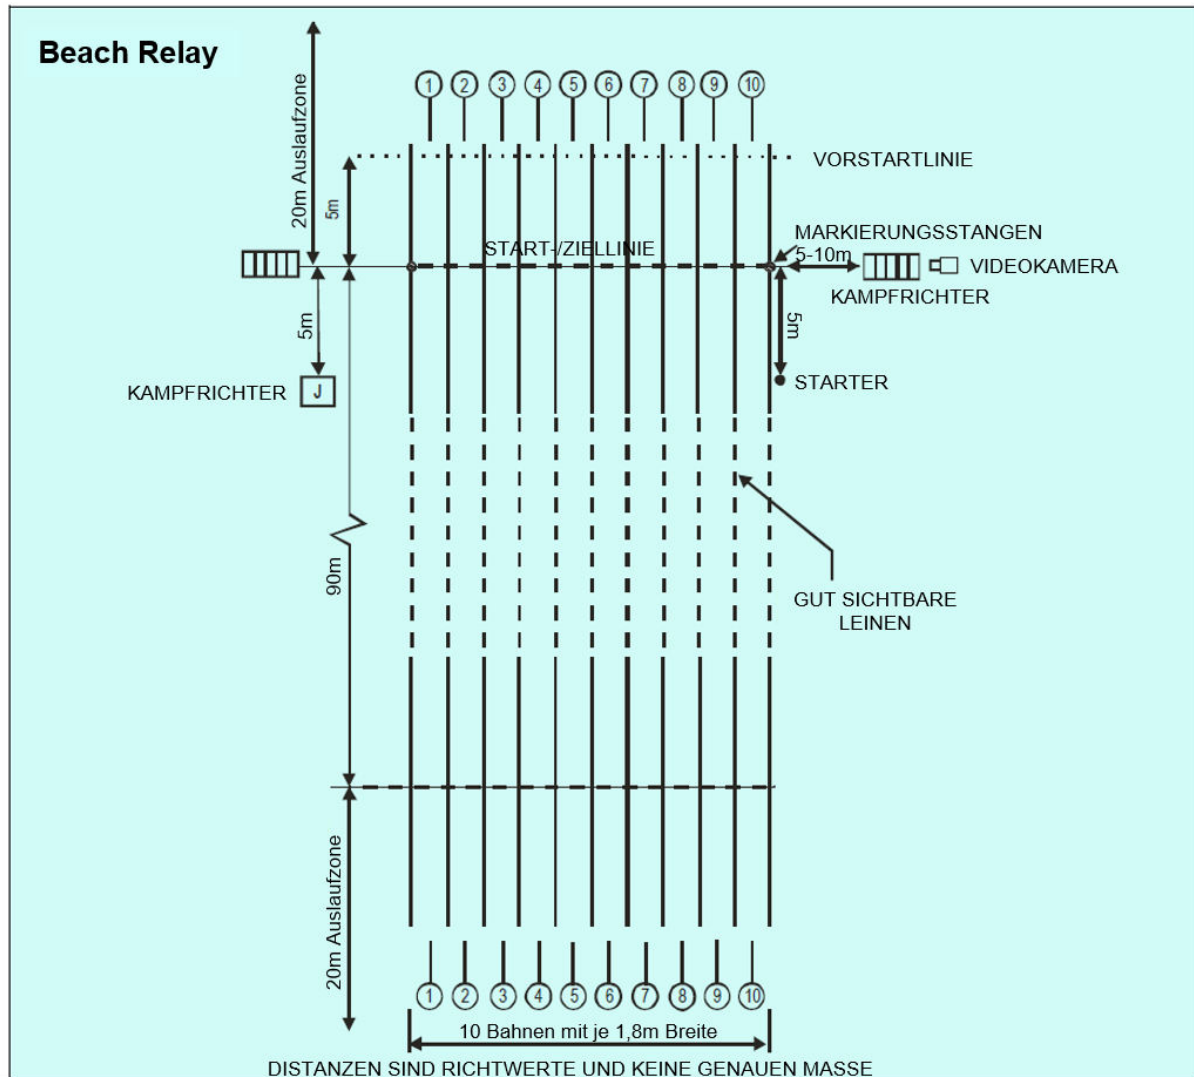 Beach Relay
20m Auslaufzone
1 2 3 4 5 6 7 8 9 10
VORSTARTLINIE
5m
START-/ZIELLINIE
MARKIERUNGSSTANGEN
5-10m
VIDEOKAMERA
KAMPFRICHTER
5m
5m
KAMPFRICHTER
J
STARTER
90m
GUT SICHTBARE
LEINEN
20m Auslaufzone
1 2 3 4 5 6 7 8 9 10
10 Bahnen mit je 1,8m Breite
DISTANZEN SIND RICHTWERTE UND KEINE GENAUEN MASSE